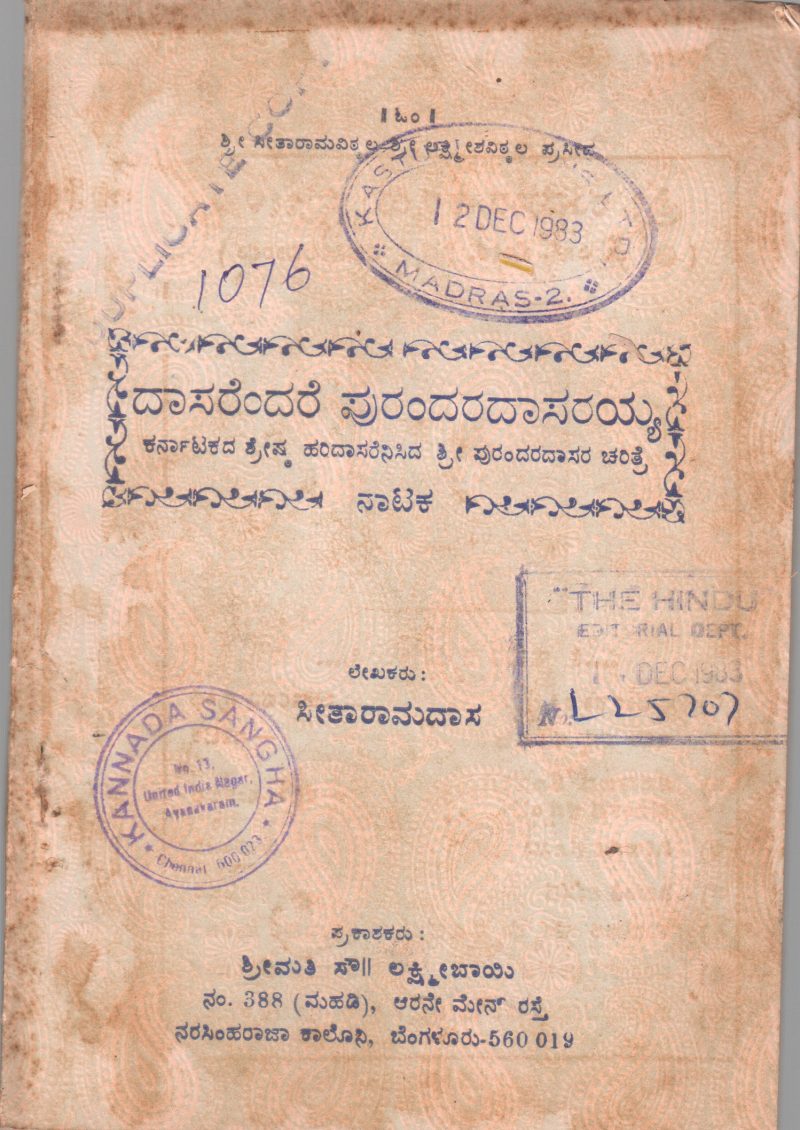 ॥ ಓಂ ॥
ಶ್ರೀ ಸೀತಾರಾಮವಿಠ್ಠಲ-ಶ್ರೀ ಲಕ್ಷ್ಮೀಶವಿಠ್ಠಲ ಪ್ರಸೀದ
DUPLICATE COPY
12 DEC 1983
MADRAS-2.
1076
ದಾಸರೆಂದರೆ ಪುರಂದರದಾಸರಯ್ಯ
ಕರ್ನಾಟಕದ ಶ್ರೇಷ್ಠ ಹರಿದಾಸರೆನಿಸಿದ ಶ್ರೀ ಪುರಂದರದಾಸರ ಚರಿತ್ರೆ
ನಾಟಕ
"THE HINDU"
EDITORIAL DEPT.
DEC 1983
No. L25707
ಲೇಖಕರು:
ಸೀತಾರಾಮದಾಸ
KANNADA SANGHA
No. 13,
United India Nagar,
Ayanavaram,
Chennai 600 023
ಪ್ರಕಾಶಕರು:
ಶ್ರೀಮತಿ ಸೌ|| ಲಕ್ಷ್ಮೀಬಾಯಿ
ನಂ. 388 (ಮಹಡಿ), ಆರನೇ ಮೇನ್ ರಸ್ತೆ
ನರಸಿಂಹರಾಜಾ ಕಾಲೊನಿ, ಬೆಂಗಳೂರು-560 019